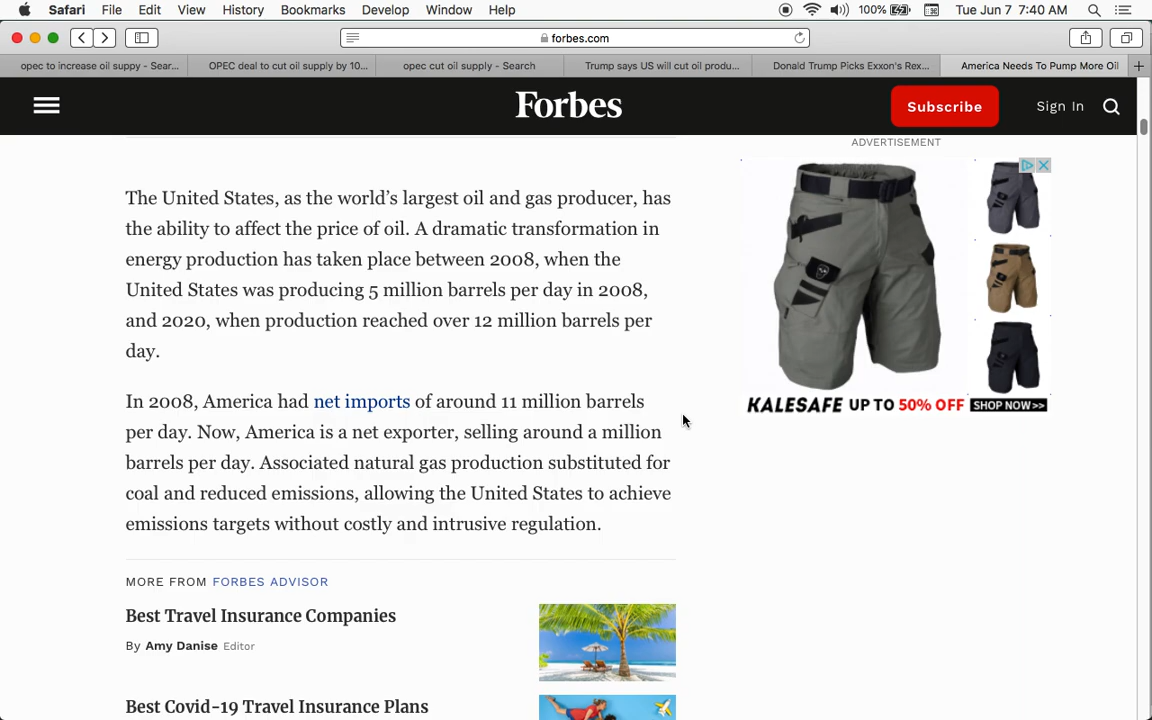 Safari File Edit View History Bookmarks Develop Window Help 100% Tue Jun 7 7:40 AM
forbes.com
opec to increase oil suppy - Sear... OPEC deal to cut oil supply by 10... opec cut oil supply - Search Trump says US will cut oil produ... Donald Trump Picks Exxon's Rex... America Needs To Pump More Oil
Forbes
Subscribe
Sign In
ADVERTISEMENT
The United States, as the world’s largest oil and gas producer, has
the ability to affect the price of oil. A dramatic transformation in
energy production has taken place between 2008, when the
United States was producing 5 million barrels per day in 2008,
and 2020, when production reached over 12 million barrels per
day.
In 2008, America had net imports of around 11 million barrels
per day. Now, America is a net exporter, selling around a million
barrels per day. Associated natural gas production substituted for
coal and reduced emissions, allowing the United States to achieve
emissions targets without costly and intrusive regulation.
KALESAFE UP TO 50% OFF SHOP NOW>>
MORE FROM FORBES ADVISOR
Best Travel Insurance Companies
By Amy Danise Editor
Best Covid-19 Travel Insurance Plans